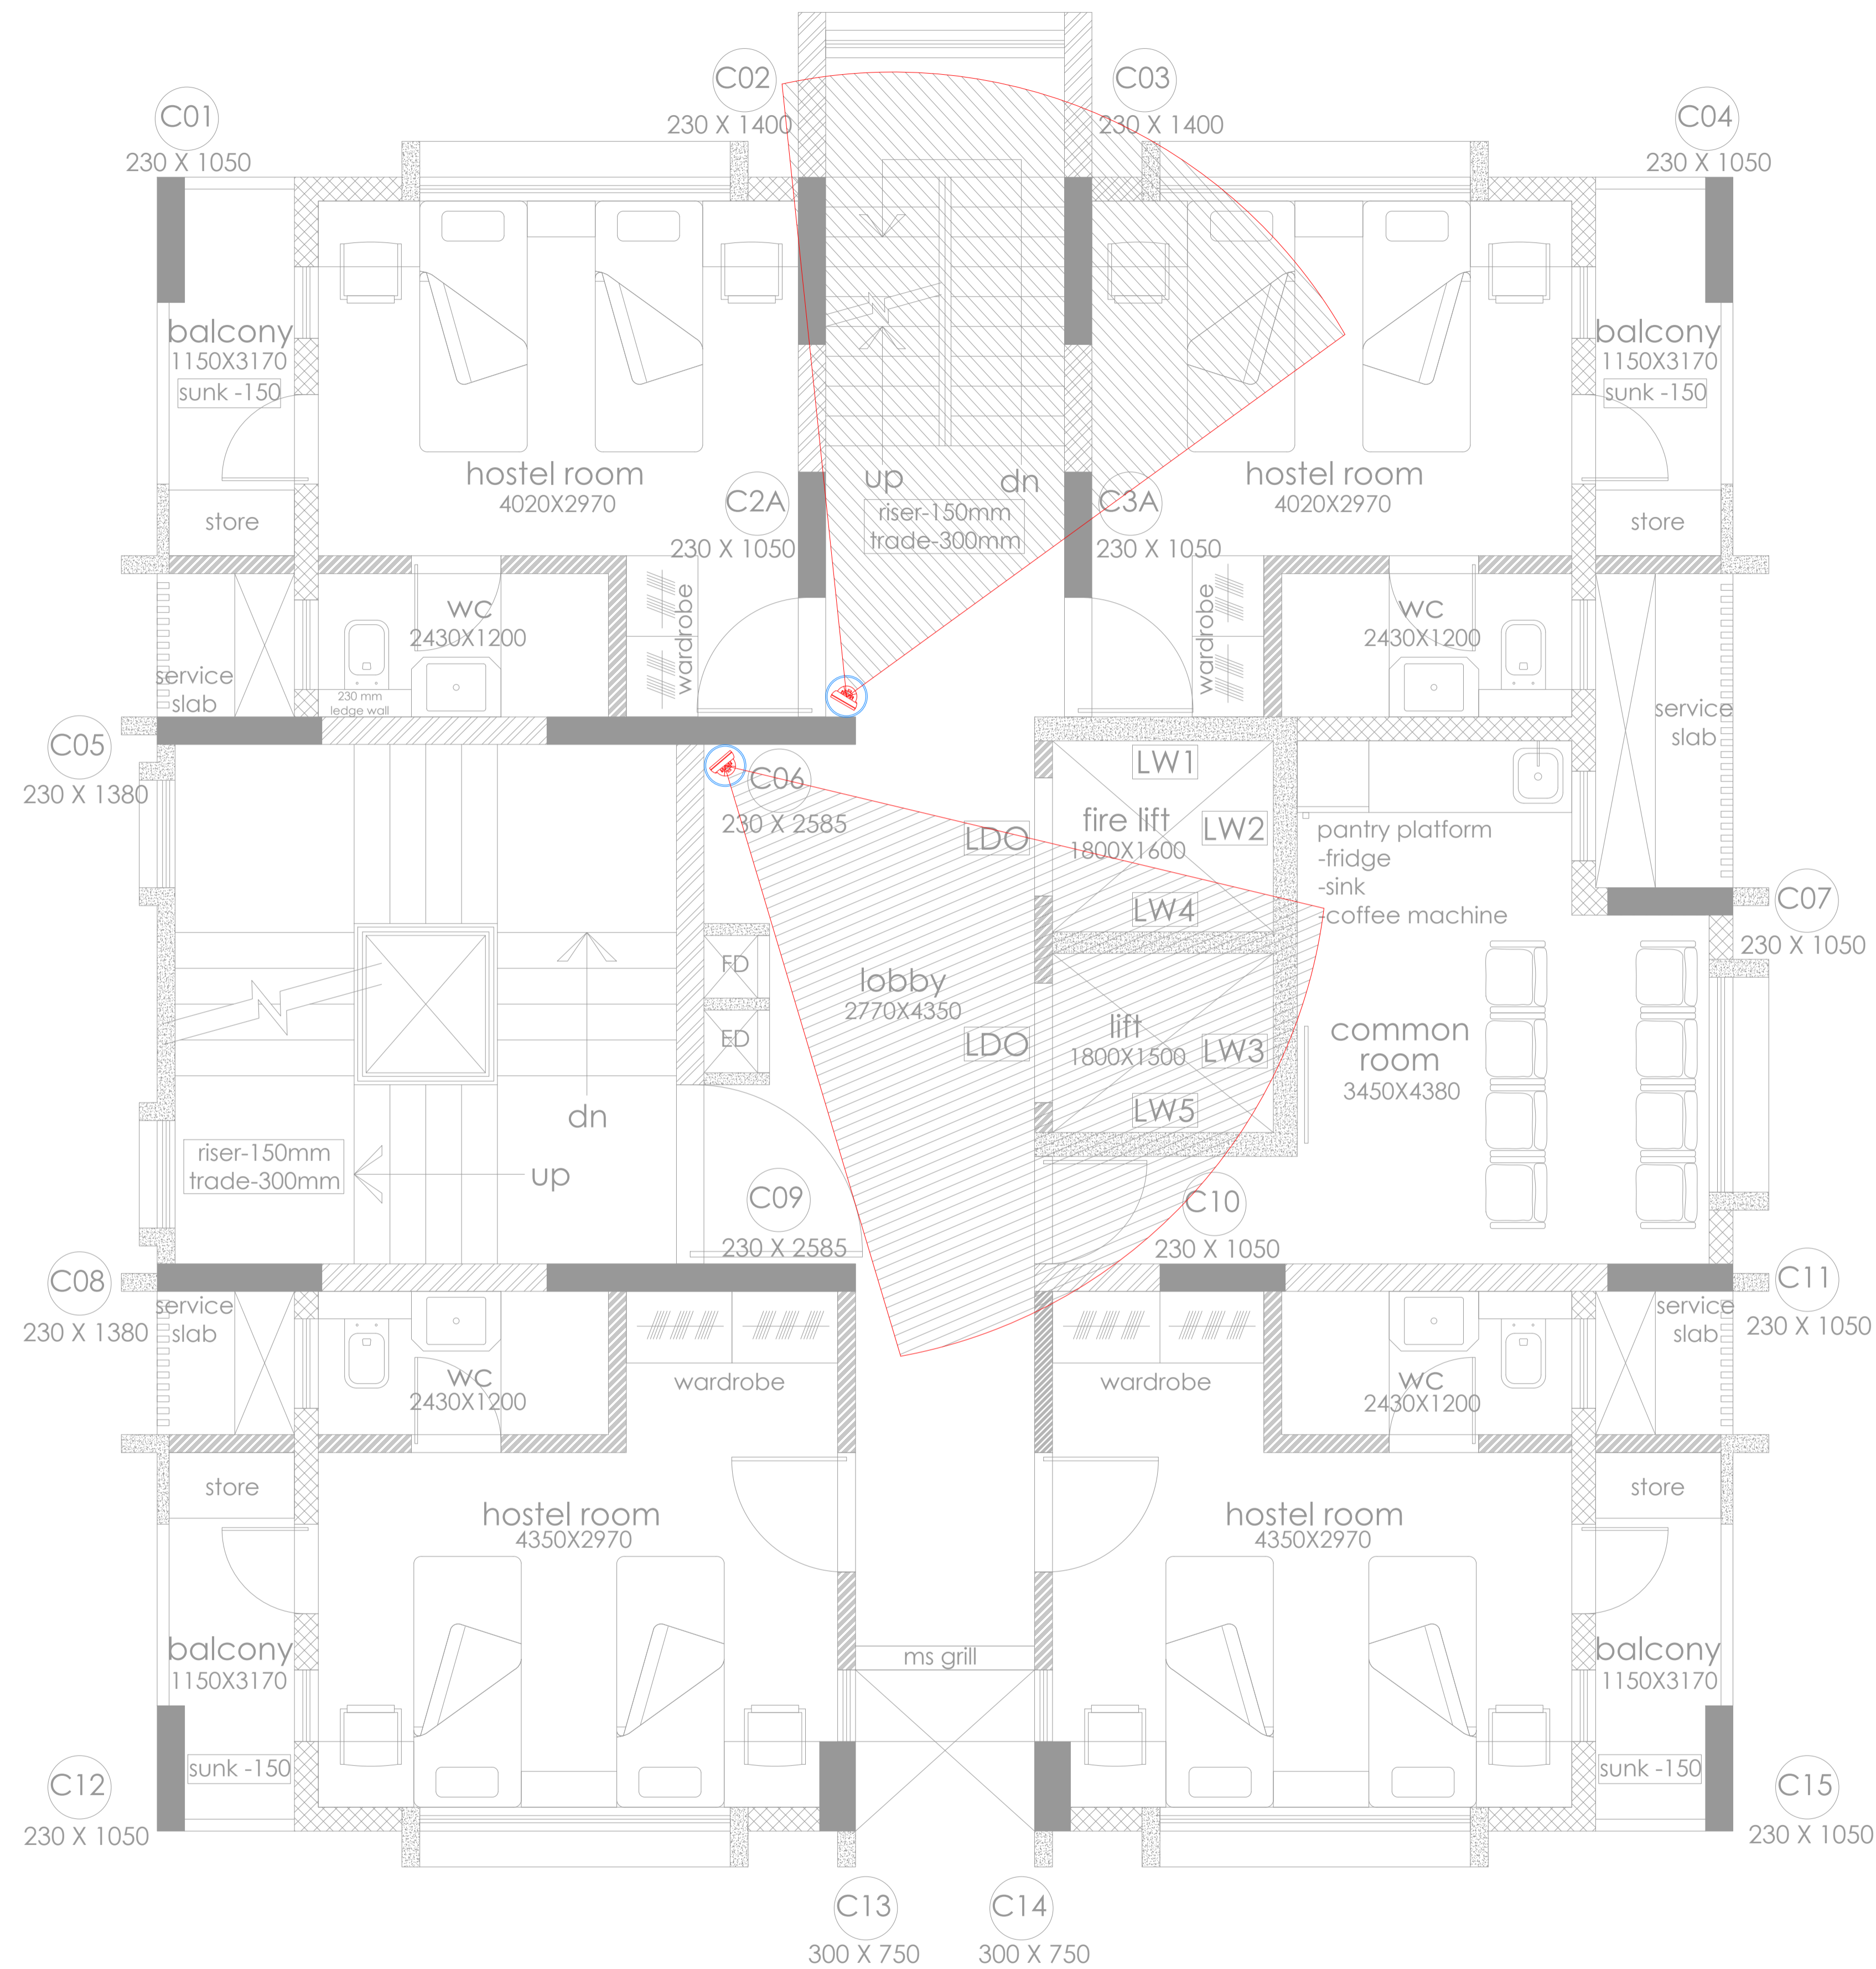 C02
C03
C01
C04
230 X 1400
230 X 1400
230 X 1050
230 X 1050
balcony
1150X3170
sunk -150
balcony
1150X3170
sunk -150
hostel room
4020X2970
up
dn
riser-150mm
trade-300mm
hostel room
4020X2970
C2A
230 X 1050
C3A
230 X 1050
store
store
wc
2430X1200
wardrobe
wardrobe
wc
2430X1200
service
slab
230 mm
ledge wall
service
slab
C05
230 X 1380
C06
230 X 2585
LW1
fire lift
1800X1600
LW2
LDO
LW4
pantry platform
-fridge
-sink
-coffee machine
C07
230 X 1050
FD
ED
lobby
2770X4350
LDO
lift
1800X1500
LW3
LW5
common
room
3450X4380
dn
riser-150mm
trade-300mm
up
C09
230 X 2585
C10
230 X 1050
C08
230 X 1380
C11
230 X 1050
service
slab
service
slab
wc
2430X1200
wardrobe
wardrobe
wc
2430X1200
store
store
hostel room
4350X2970
hostel room
4350X2970
balcony
1150X3170
ms grill
balcony
1150X3170
sunk -150
sunk -150
C12
230 X 1050
C15
230 X 1050
C13
300 X 750
C14
300 X 750